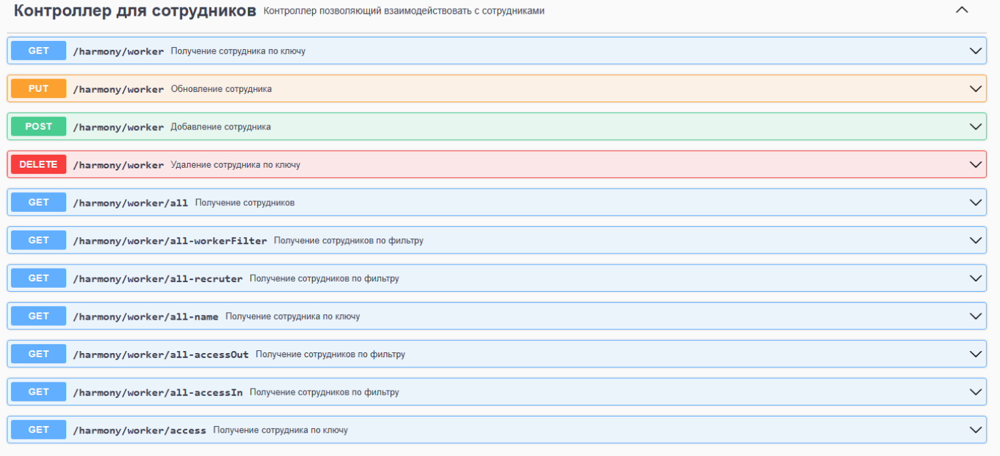 Контроллер для сотрудников Контроллер позволяющий взаимодействовать с сотрудниками
GET /harmony/worker Получение сотрудника по ключу
PUT /harmony/worker Обновление сотрудника
POST /harmony/worker Добавление сотрудника
DELETE /harmony/worker Удаление сотрудника по ключу
GET /harmony/worker/all Получение сотрудников
GET /harmony/worker/all-workerFilter Получение сотрудников по фильтру
GET /harmony/worker/all-recruter Получение сотрудников по фильтру
GET /harmony/worker/all-name Получение сотрудника по ключу
GET /harmony/worker/all-accessOut Получение сотрудников по фильтру
GET /harmony/worker/all-accessIn Получение сотрудников по фильтру
GET /harmony/worker/access Получение сотрудника по ключу